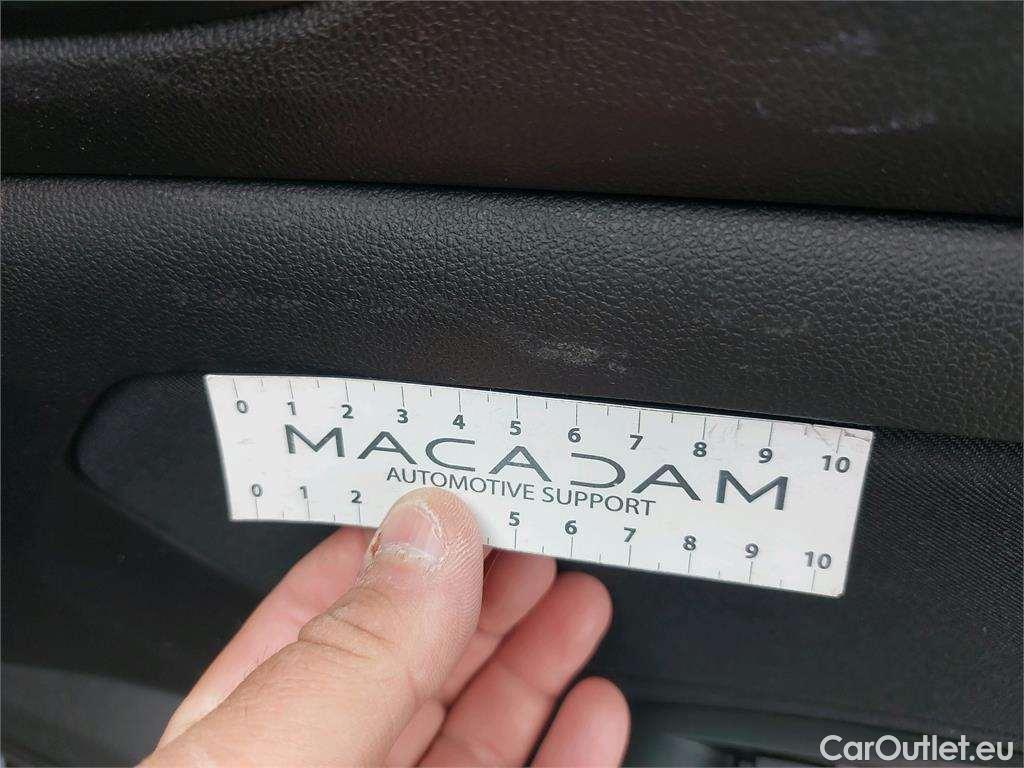 0 1 2 3 4 5 6 7 8 9 10
MACADAM
AUTOMOTIVE SUPPORT
0 1 2 5 6 7 8 9 10
CarOutlet.eu